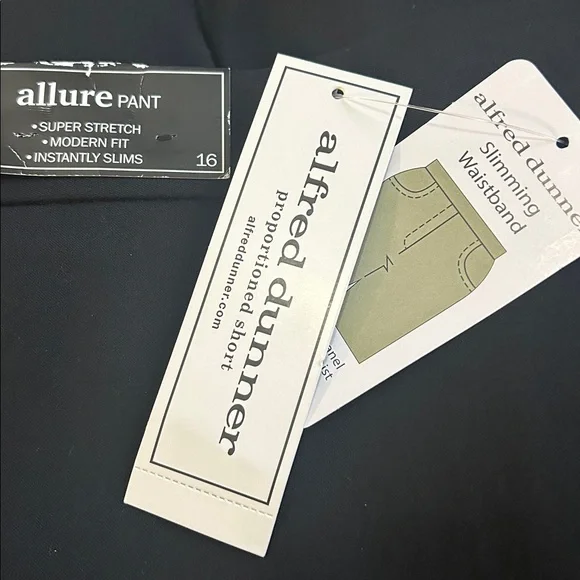 allure PANT
•SUPER STRETCH
•MODERN FIT
•INSTANTLY SLIMS
16
alfred dunner
proportioned short
alfreddunner.com
alfred dunner
Slimming
Waistband